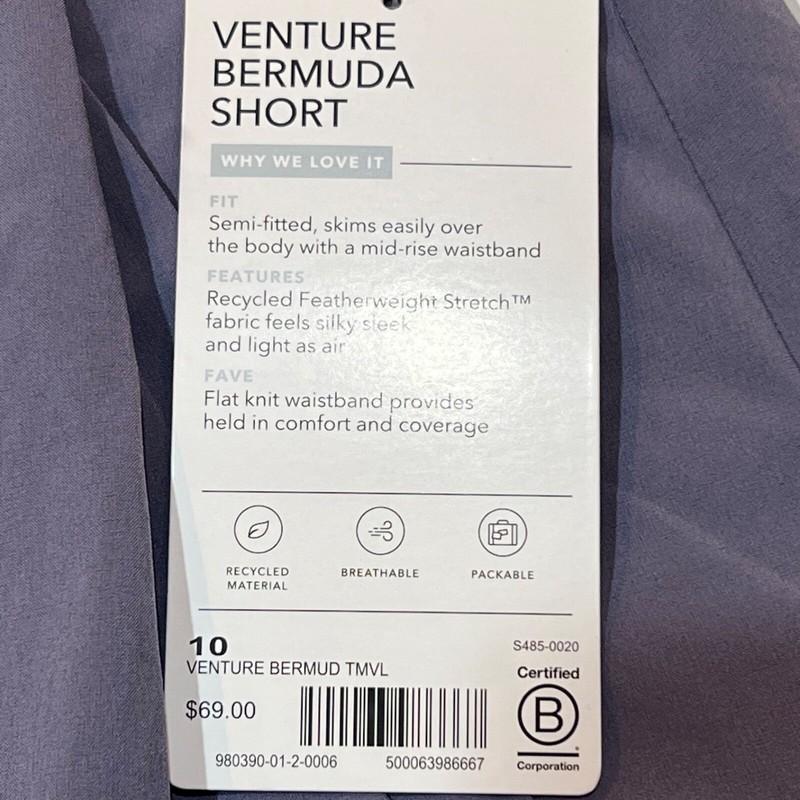 VENTURE
BERMUDA
SHORT
WHY WE LOVE IT
FIT
Semi-fitted, skims easily over
the body with a mid-rise waistband
FEATURES
Recycled Featherweight Stretch™
fabric feels silky sleek
and light as air
FAVE
Flat knit waistband provides
held in comfort and coverage
RECYCLED
MATERIAL
BREATHABLE
PACKABLE
10
S485-0020
VENTURE BERMUD TMVL
$69.00
Certified
B
Corporation
980390-01-2-0006
500063986667